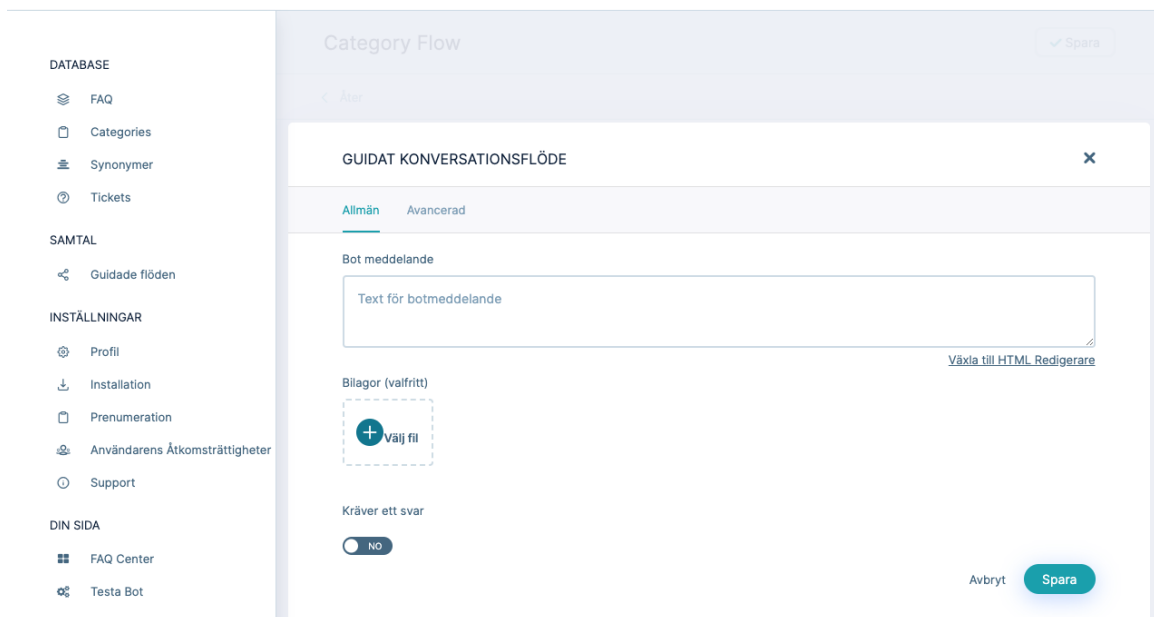 DATABASE
FAQ
Categories
Synonymer
Tickets
SAMTAL
Guidade flöden
INSTÄLLNINGAR
Profil
Installation
Prenumeration
Användarens Åtkomsträttigheter
Support
DIN SIDA
FAQ Center
Testa Bot
Category Flow
Spara
Åter
GUIDAT KONVERSATIONSFLÖDE
Allmän Avancerad
Bot meddelande
Text för botmeddelande
Växla till HTML Redigerare
Bilagor (valfritt)
Välj fil
Kräver ett svar
NO
Avbryt Spara